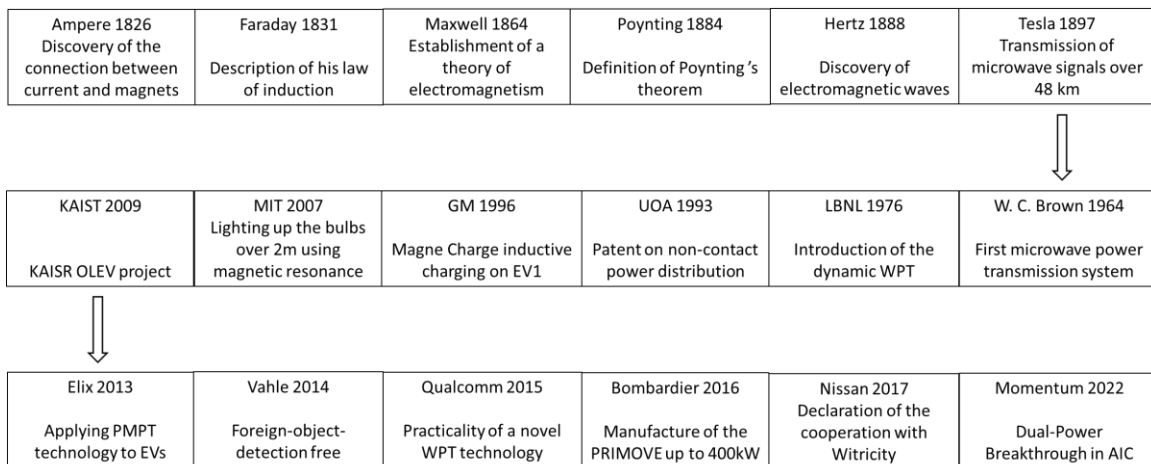 Ampere 1826
Discovery of the
connection between
current and magnets
Faraday 1831
Description of his law
of induction
Maxwell 1864
Establishment of a
theory of
electromagnetism
Poynting 1884
Definition of Poynting's
theorem
Hertz 1888
Discovery of
electromagnetic waves
Tesla 1897
Transmission of
microwave signals over
48 km
KAIST 2009
KAISR OLEV project
MIT 2007
Lighting up the bulbs
over 2m using
magnetic resonance
GM 1996
Magne Charge inductive
charging on EV1
UOA 1993
Patent on non-contact
power distribution
LBNL 1976
Introduction of the
dynamic WPT
W. C. Brown 1964
First microwave power
transmission system
Elix 2013
Applying PMPT
technology to EVs
Vahle 2014
Foreign-object-
detection free
Qualcomm 2015
Practicality of a novel
WPT technology
Bombardier 2016
Manufacture of the
PRIMOVE up to 400kW
Nissan 2017
Declaration of the
cooperation with
Witricity
Momentum 2022
Dual-Power
Breakthrough in AIC